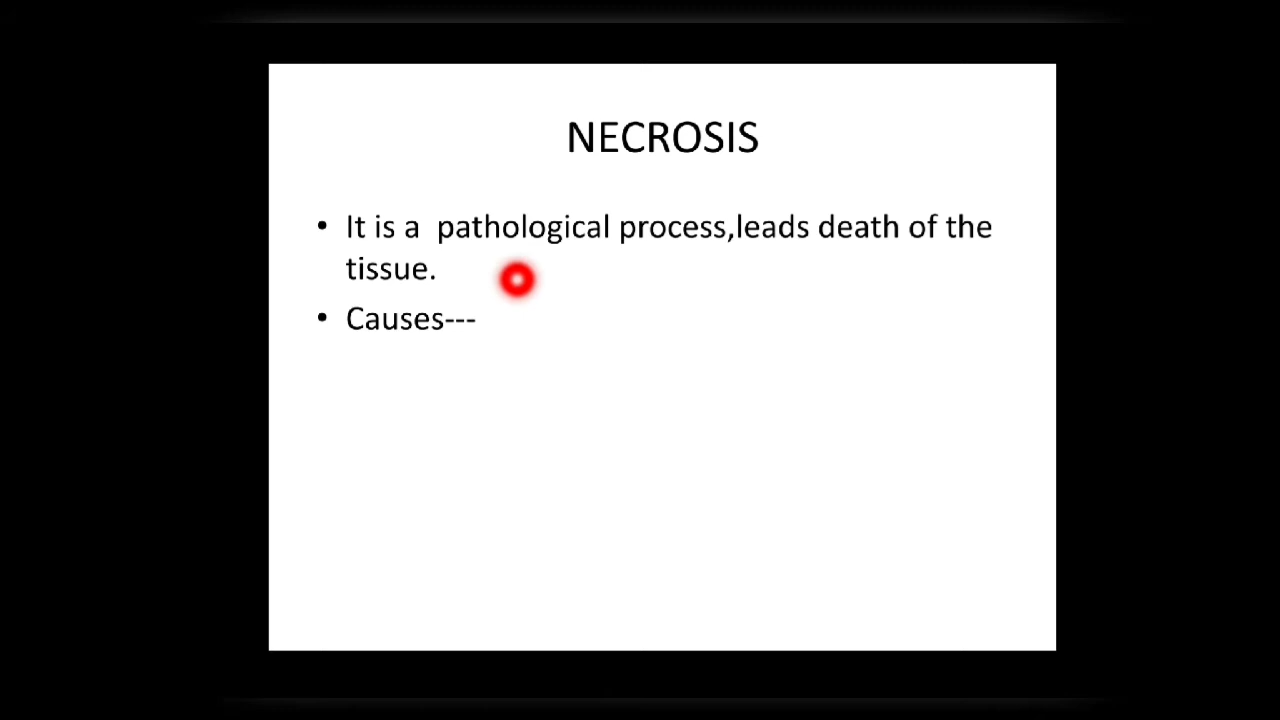 NECROSIS
• It is a  pathological process,leads death of the
tissue.
• Causes---